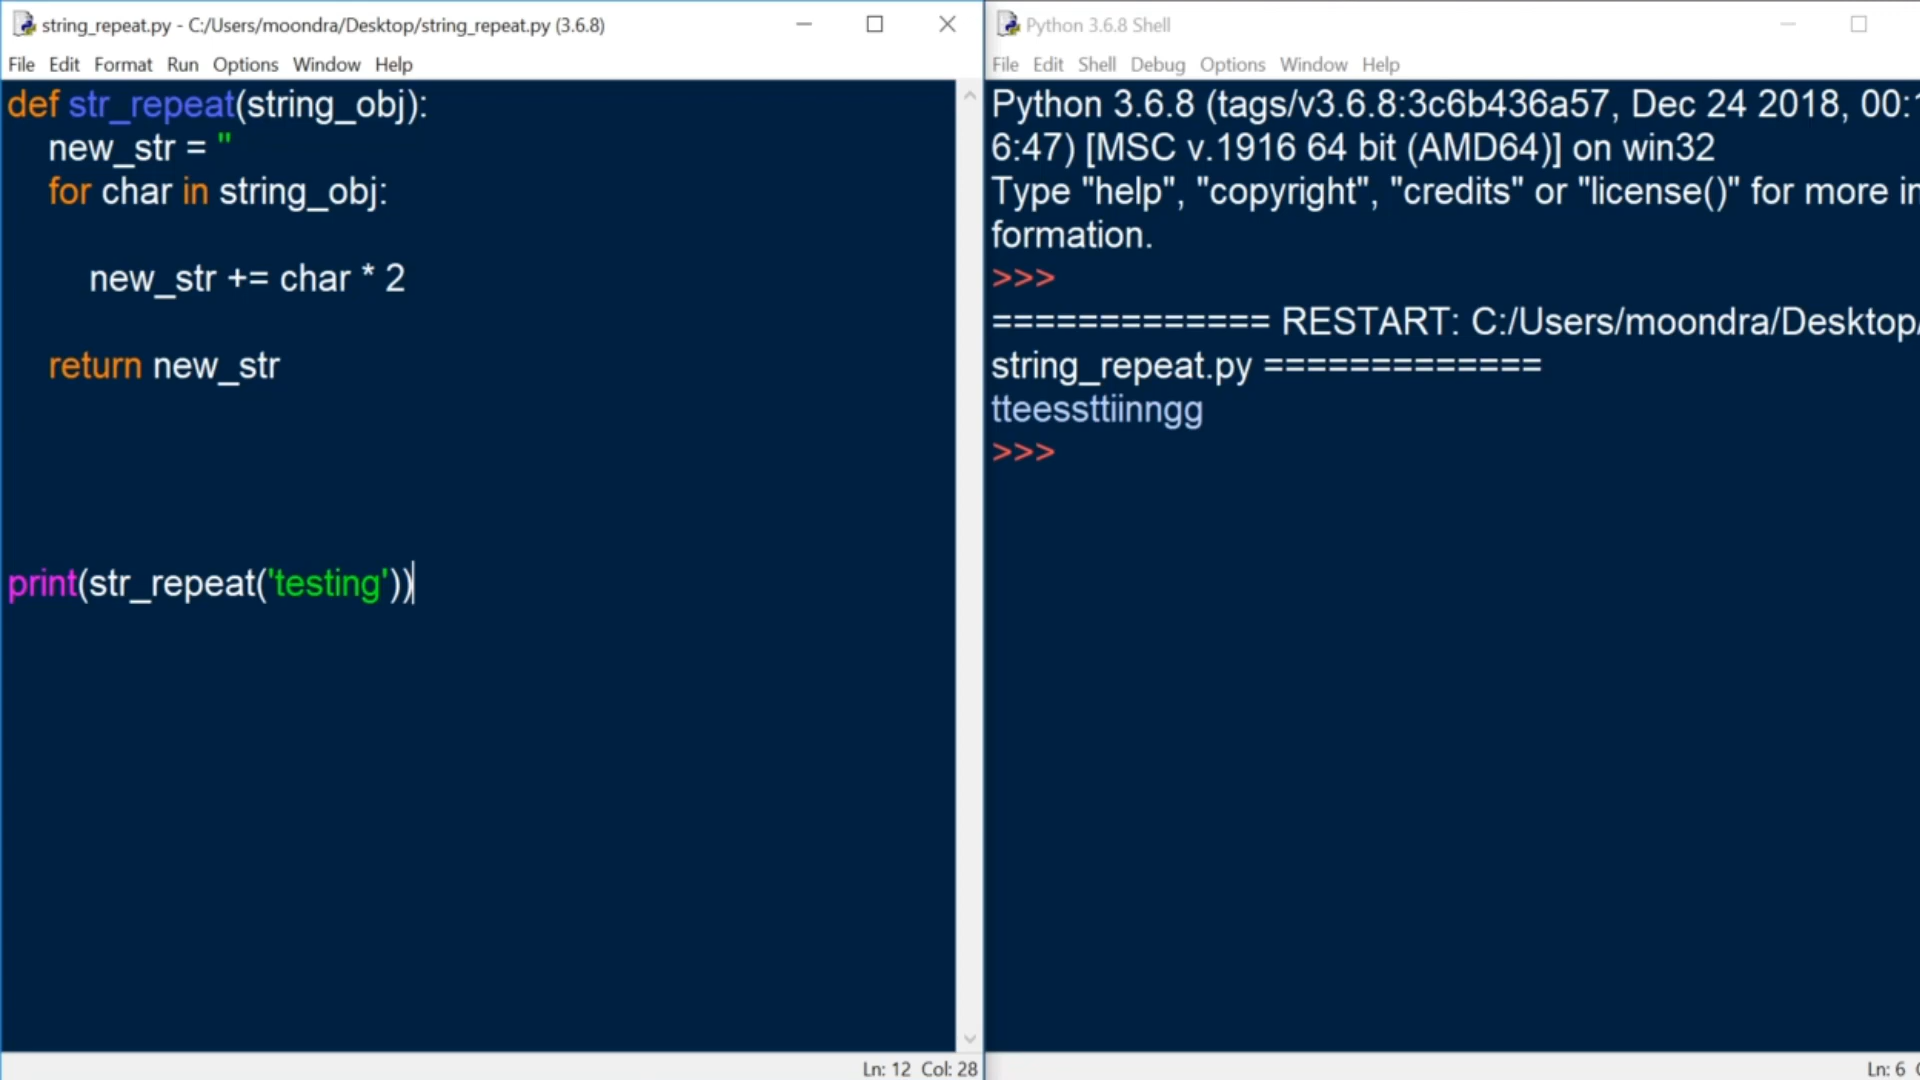 string_repeat.py - C:/Users/moondra/Desktop/string_repeat.py (3.6.8)
File Edit Format Run Options Window Help
def str_repeat(string_obj):
    new_str = ''
    for char in string_obj:
        new_str += char * 2
    return new_str
print(str_repeat('testing'))
Ln: 12 Col: 28
Python 3.6.8 Shell
File Edit Shell Debug Options Window Help
Python 3.6.8 (tags/v3.6.8:3c6b436a57, Dec 24 2018, 00:1
6:47) [MSC v.1916 64 bit (AMD64)] on win32
Type "help", "copyright", "credits" or "license()" for more in
formation.
>>>
============= RESTART: C:/Users/moondra/Desktop/
string_repeat.py =============
tteessttiinngg
>>>
Ln: 6